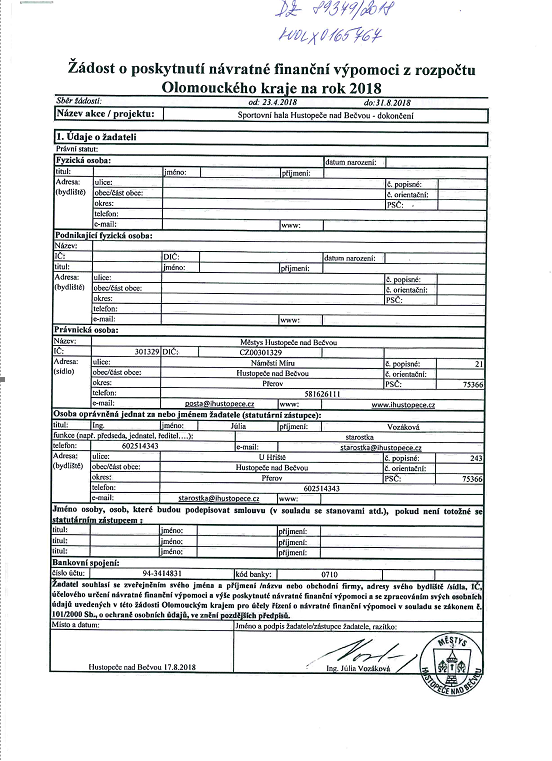 DZ 89349/2018
KUOLX0165467
Žádost o poskytnutí návratné finanční výpomoci z rozpočtu
Olomouckého kraje na rok 2018
Sběr žádostí: od: 23.4.2018 do:31.8.2018
Název akce / projektu: Sportovní hala Hustopeče nad Bečvou - dokončení
1. Údaje o žadateli
Právní statut:
Fyzická osoba: datum narození:
titul: jméno: příjmení:
Adresa: ulice: č. popisné:
(bydliště) obec/část obce: č. orientační:
okres: PSČ: -
telefon:
e-mail: www:
Podnikající fyzická osoba:
Název:
IČ: DIČ: datum narození:
titul: jméno: příjmení:
Adresa: ulice: č. popisné:
(bydliště) obec/část obce: č. orientační:
okres: PSČ:
telefon:
e-mail: www:
Právnická osoba:
Název: Městys Hustopeče nad Bečvou
IČ: 301329 DIČ: CZ00301329
Adresa: ulice: Náměstí Míru č. popisné: 21
(sídlo) obec/část obce: Hustopeče nad Bečvou č. orientační:
okres: Přerov PSČ: 75366
telefon: 581626111
e-mail: posta@ihustopece.cz www: www.ihustopece.cz
Osoba oprávněná jednat za nebo jménem žadatele (statutární zástupce):
titul: Ing. jméno: Júlia příjmení: Vozáková
funkce (např. předseda, jednatel, ředitel....): starostka
telefon: 602514343 e-mail: starostka@ihustopece.cz
Adresa: ulice: U Hřiště č. popisné: 243
(bydliště) obec/část obce: Hustopeče nad Bečvou č. orientační:
okres: Přerov PSČ: 75366
telefon: 602514343
e-mail: starostka@ihustopece.cz www:
Jméno osoby, osob, které budou podepisovat smlouvu (v souladu se stanovami atd.), pokud není totožné se
statutárním zástupcem :
titul: jméno: příjmení:
titul: jméno: příjmení:
titul: jméno: příjmení:
Bankovní spojení:
číslo účtu: 94-3414831 kód banky: 0710
Žadatel souhlasí se zveřejněním svého jména a příjmení /názvu nebo obchodní firmy, adresy svého bydliště /sídla, IČ,
účelového určení návratné finanční výpomoci a výše poskytnuté návratné finanční výpomoci a se zpracováním svých osobních
údajů uvedených v této žádosti Olomouckým krajem pro účely řízení o návratné finanční výpomoci v souladu se zákonem č.
101/2000 Sb., o ochraně osobních údajů, ve znění pozdějších předpisů.
Místo a datum: Jméno a podpis žadatele/zástupce žadatele, razítko:
Hustopeče nad Bečvou 17.8.2018 Ing. Júlia Vozáková
MĚSTYS
HUSTOPEČE NAD BEČVOU